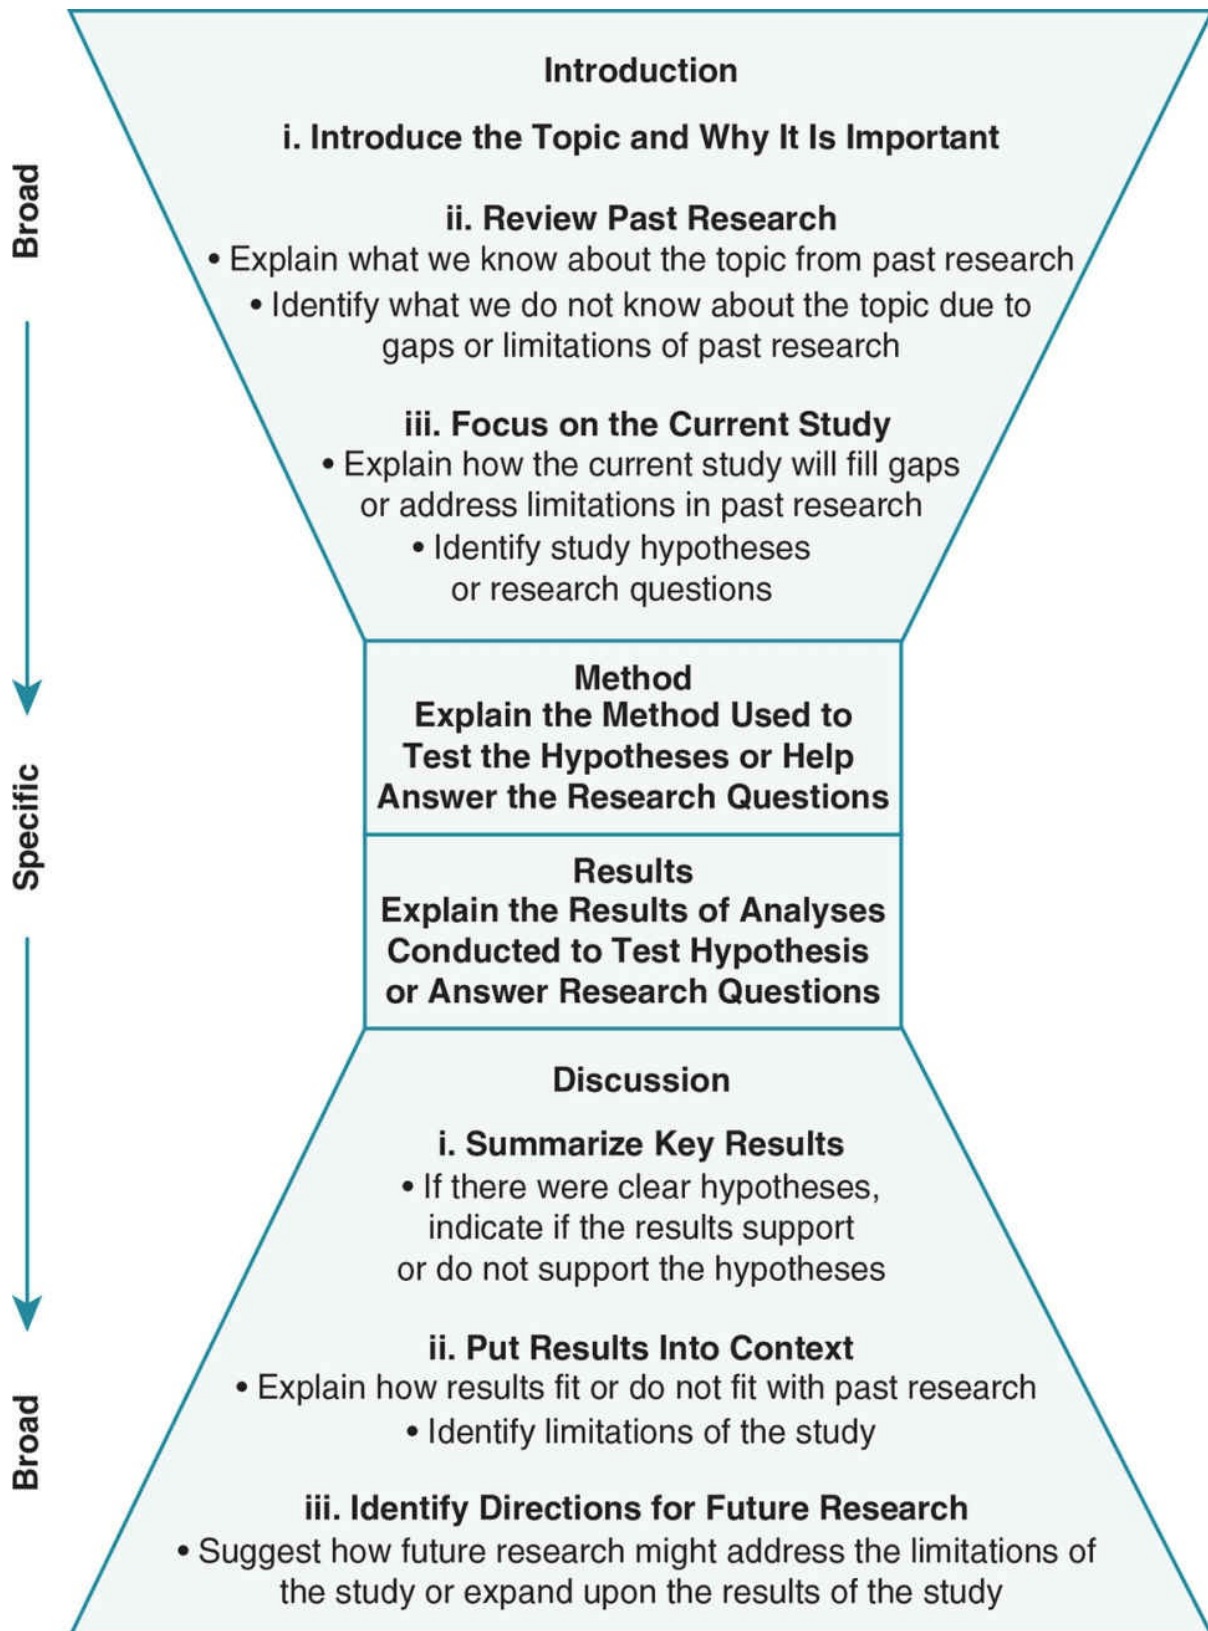 Introduction
i. Introduce the Topic and Why It Is Important
Broad
ii. Review Past Research
• Explain what we know about the topic from past research
• Identify what we do not know about the topic due to
gaps or limitations of past research
iii. Focus on the Current Study
• Explain how the current study will fill gaps
or address limitations in past research
• Identify study hypotheses
or research questions
Method
Explain the Method Used to
Test the Hypotheses or Help
Answer the Research Questions
Specific
Results
Explain the Results of Analyses
Conducted to Test Hypothesis
or Answer Research Questions
Discussion
i. Summarize Key Results
• If there were clear hypotheses,
indicate if the results support
or do not support the hypotheses
ii. Put Results Into Context
• Explain how results fit or do not fit with past research
• Identify limitations of the study
Broad
iii. Identify Directions for Future Research
• Suggest how future research might address the limitations of
the study or expand upon the results of the study